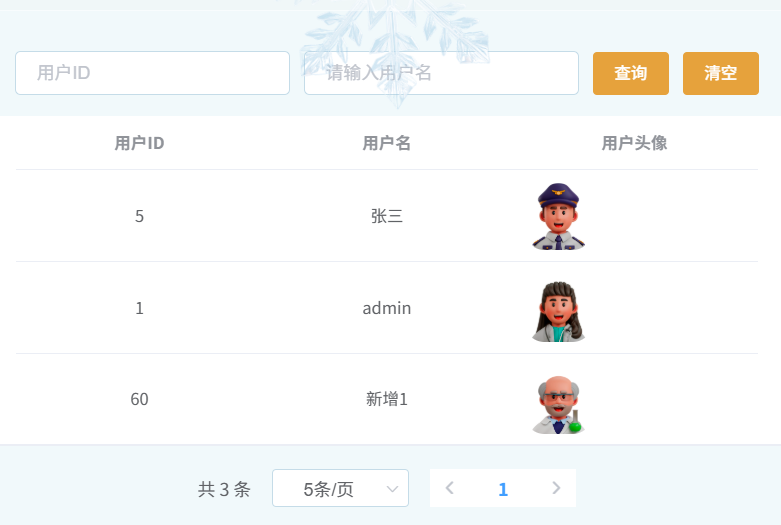 用户ID 请输入用户名 查询 清空
用户ID 用户名 用户头像
5 张三
1 admin
60 新增1
共 3 条 5条/页 1